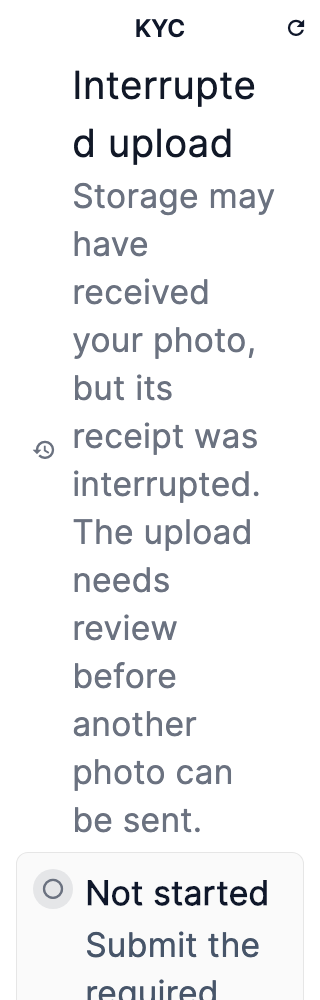 KYC
Interrupte
d upload
Storage may
have
received
your photo,
but its
receipt was
interrupted.
The upload
needs
review
before
another
photo can
be sent.
Not started
Submit the
required